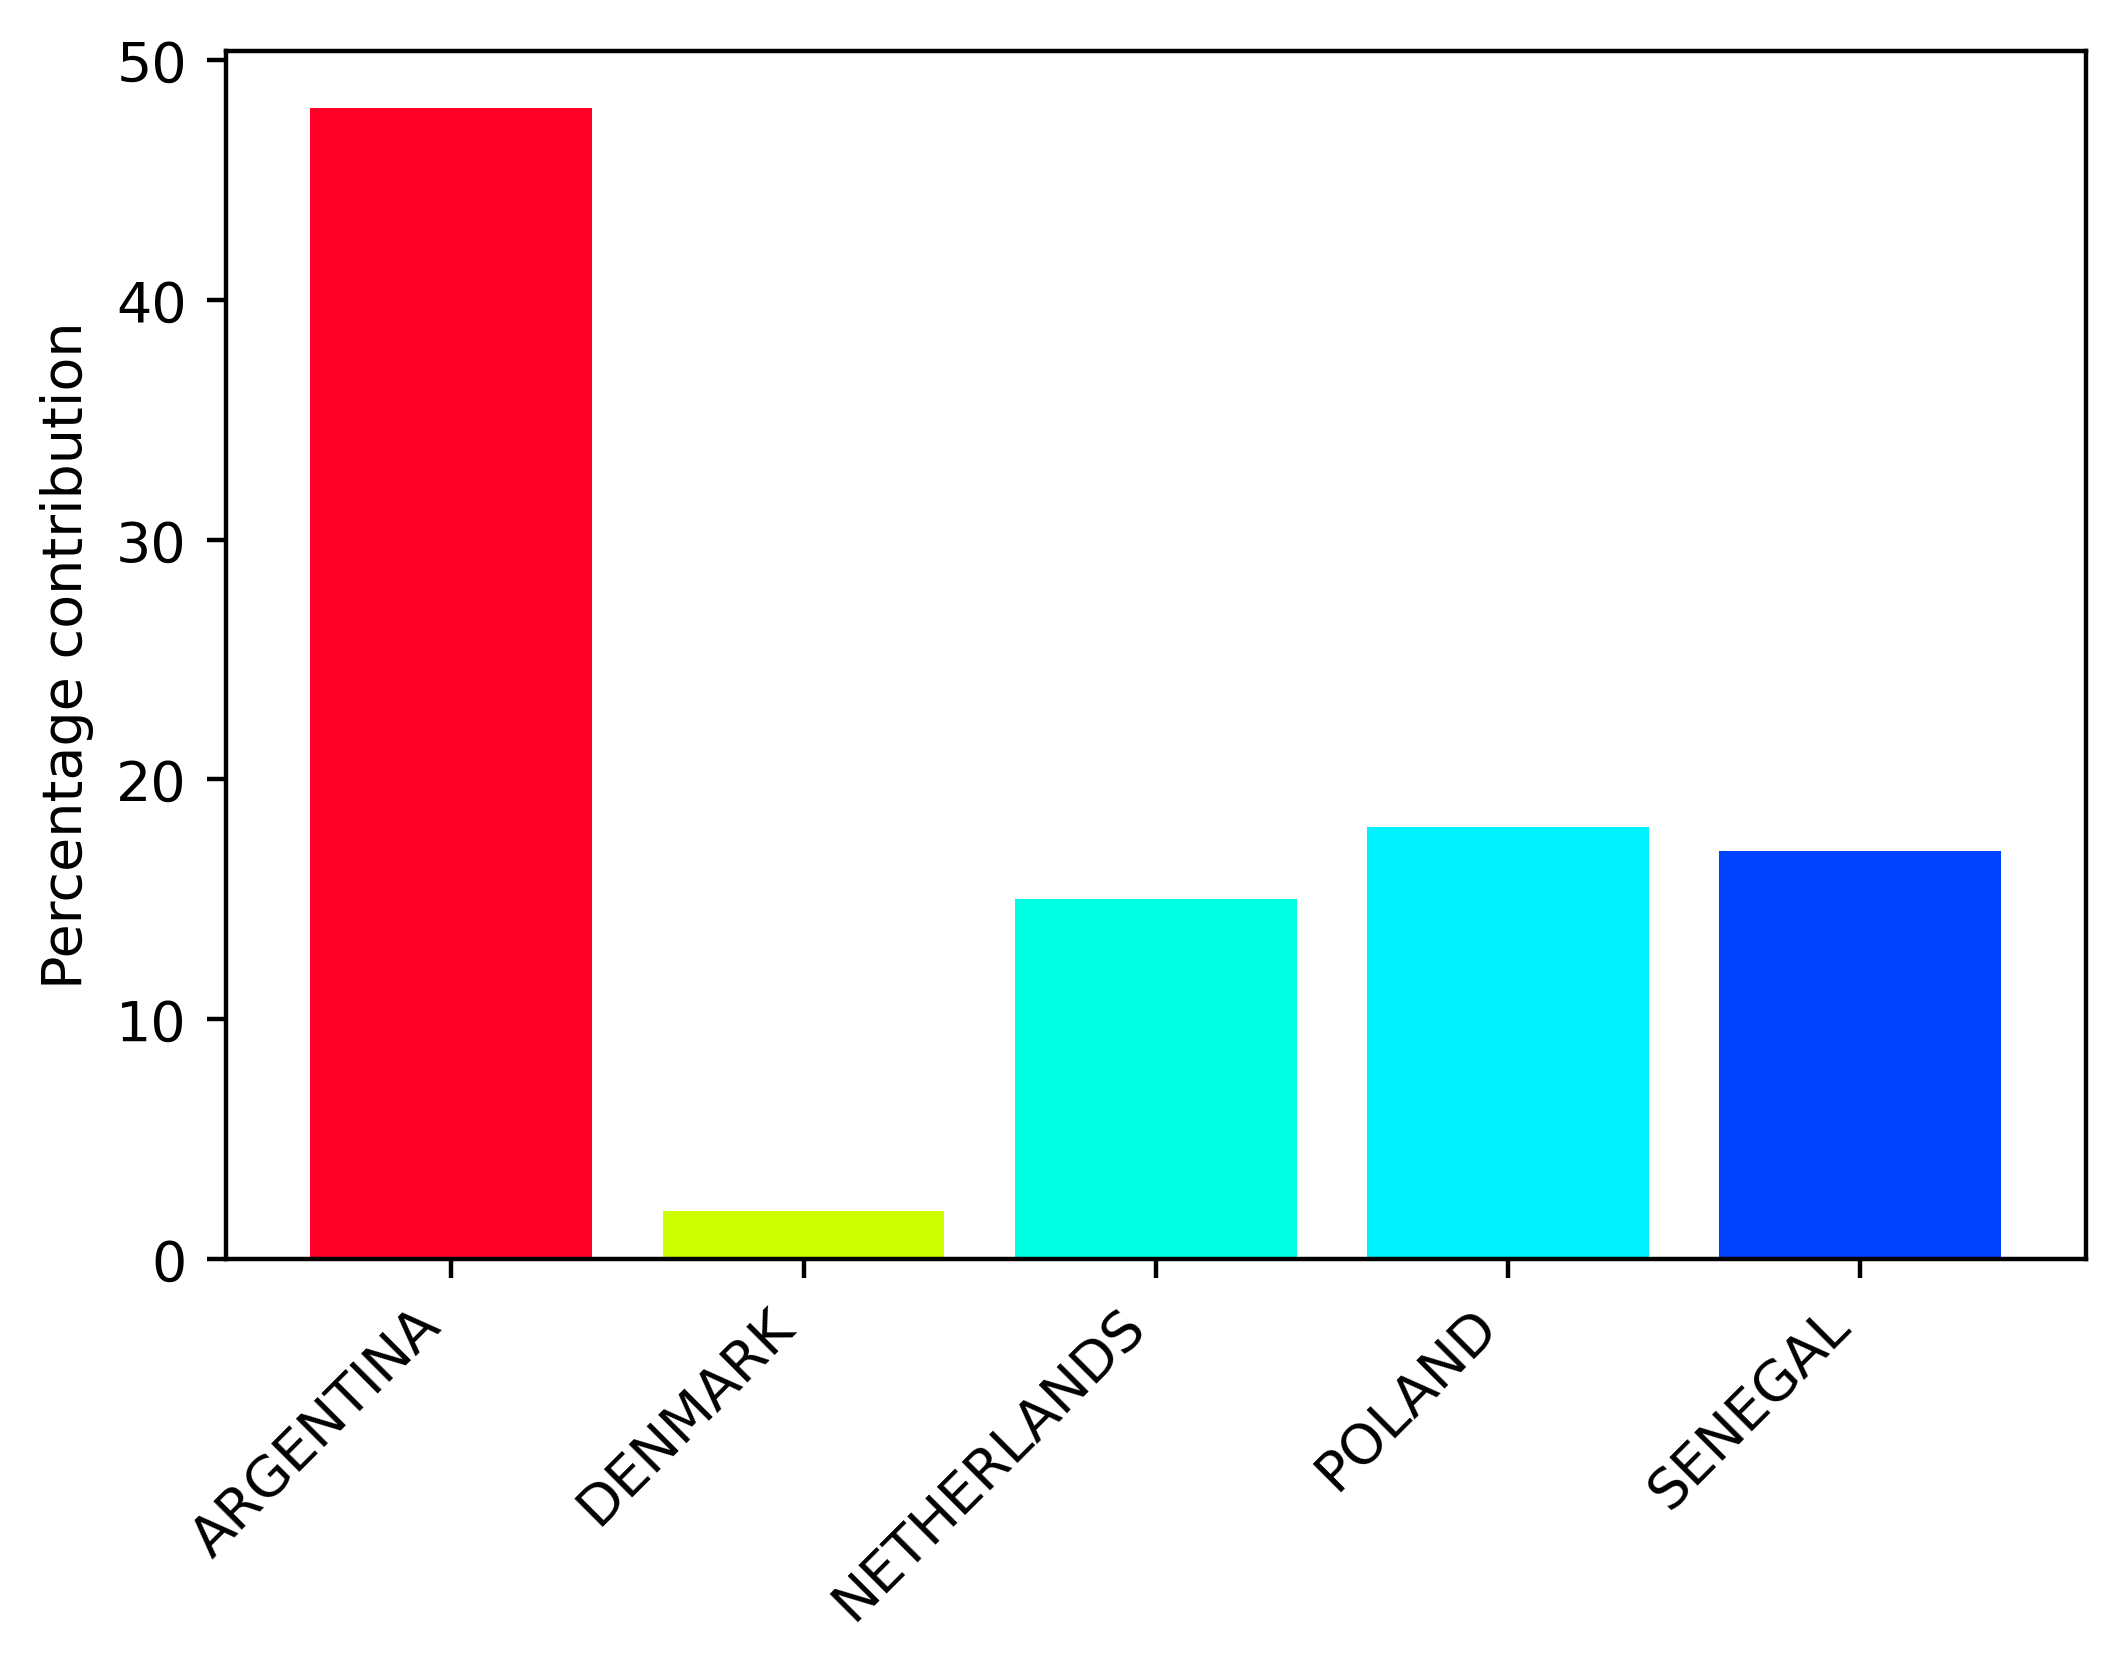 Percentage contribution
50
40
30
20
10
0
ARGENTINA
DENMARK
NETHERLANDS
POLAND
SENEGAL